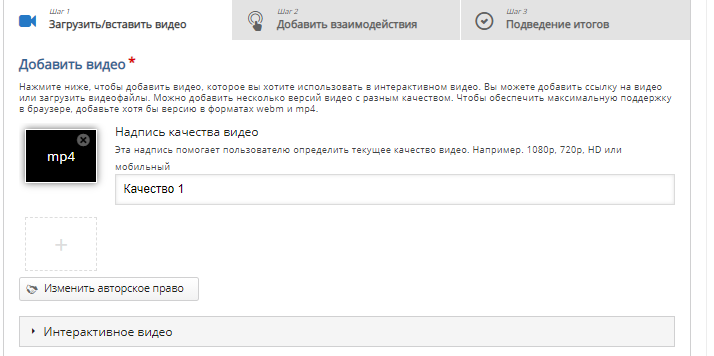 Шаг 1
Загрузить/вставить видео
Шаг 2
Добавить взаимодействия
Шаг 3
Подведение итогов
Добавить видео *
Нажмите ниже, чтобы добавить видео, которое вы хотите использовать в интерактивном видео. Вы можете добавить ссылку на видео
или загрузить видеофайлы. Можно добавить несколько версий видео с разным качеством. Чтобы обеспечить максимальную поддержку
в браузере, добавьте хотя бы версию в форматах webm и mp4.
mp4
Надпись качества видео
Эта надпись помогает пользователю определить текущее качество видео. Например. 1080p, 720p, HD или
мобильный
Качество 1
+
Изменить авторское право
Интерактивное видео